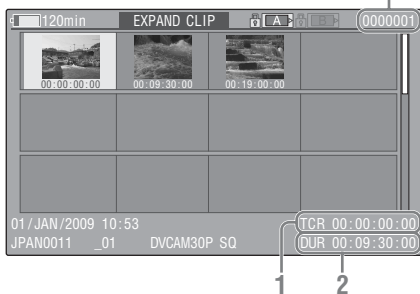 120min EXPAND CLIP A B 0000001
00:00:00:00 00:09:30:00 00:19:00:00
01/JAN/2009 10:53 TCR 00:00:00:00
JPAN0011 _01 DVCAM30P SQ DUR 00:09:30:00
1 2